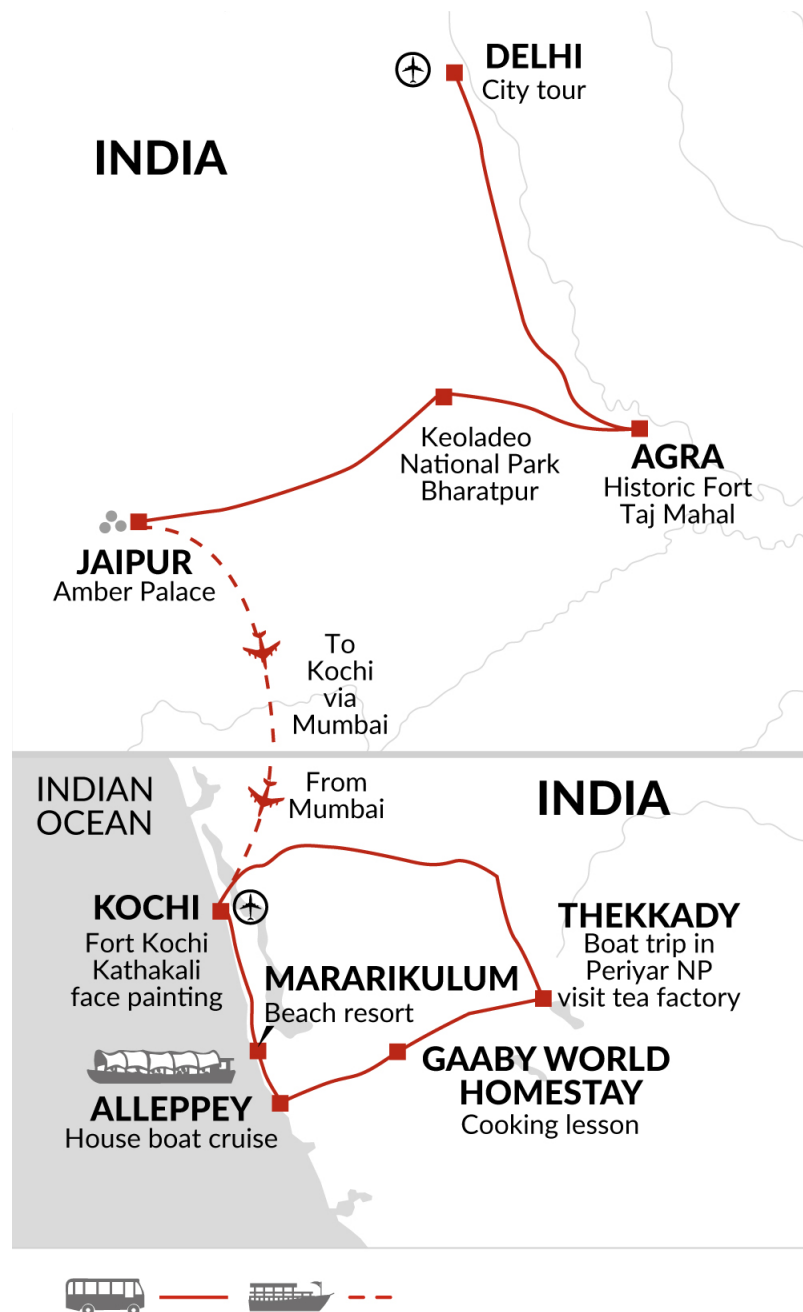 DELHI
City tour
INDIA
Keoladeo
National Park
Bharatpur
AGRA
Historic Fort
Taj Mahal
JAIPUR
Amber Palace
To
Kochi
via
Mumbai
INDIAN
OCEAN
From
Mumbai
INDIA
KOCHI
Fort Kochi
Kathakali
face painting
THEKKADY
Boat trip in
Periyar NP
visit tea factory
MARARIKULUM
Beach resort
GAABY WORLD
HOMESTAY
Cooking lesson
ALLEPPEY
House boat cruise